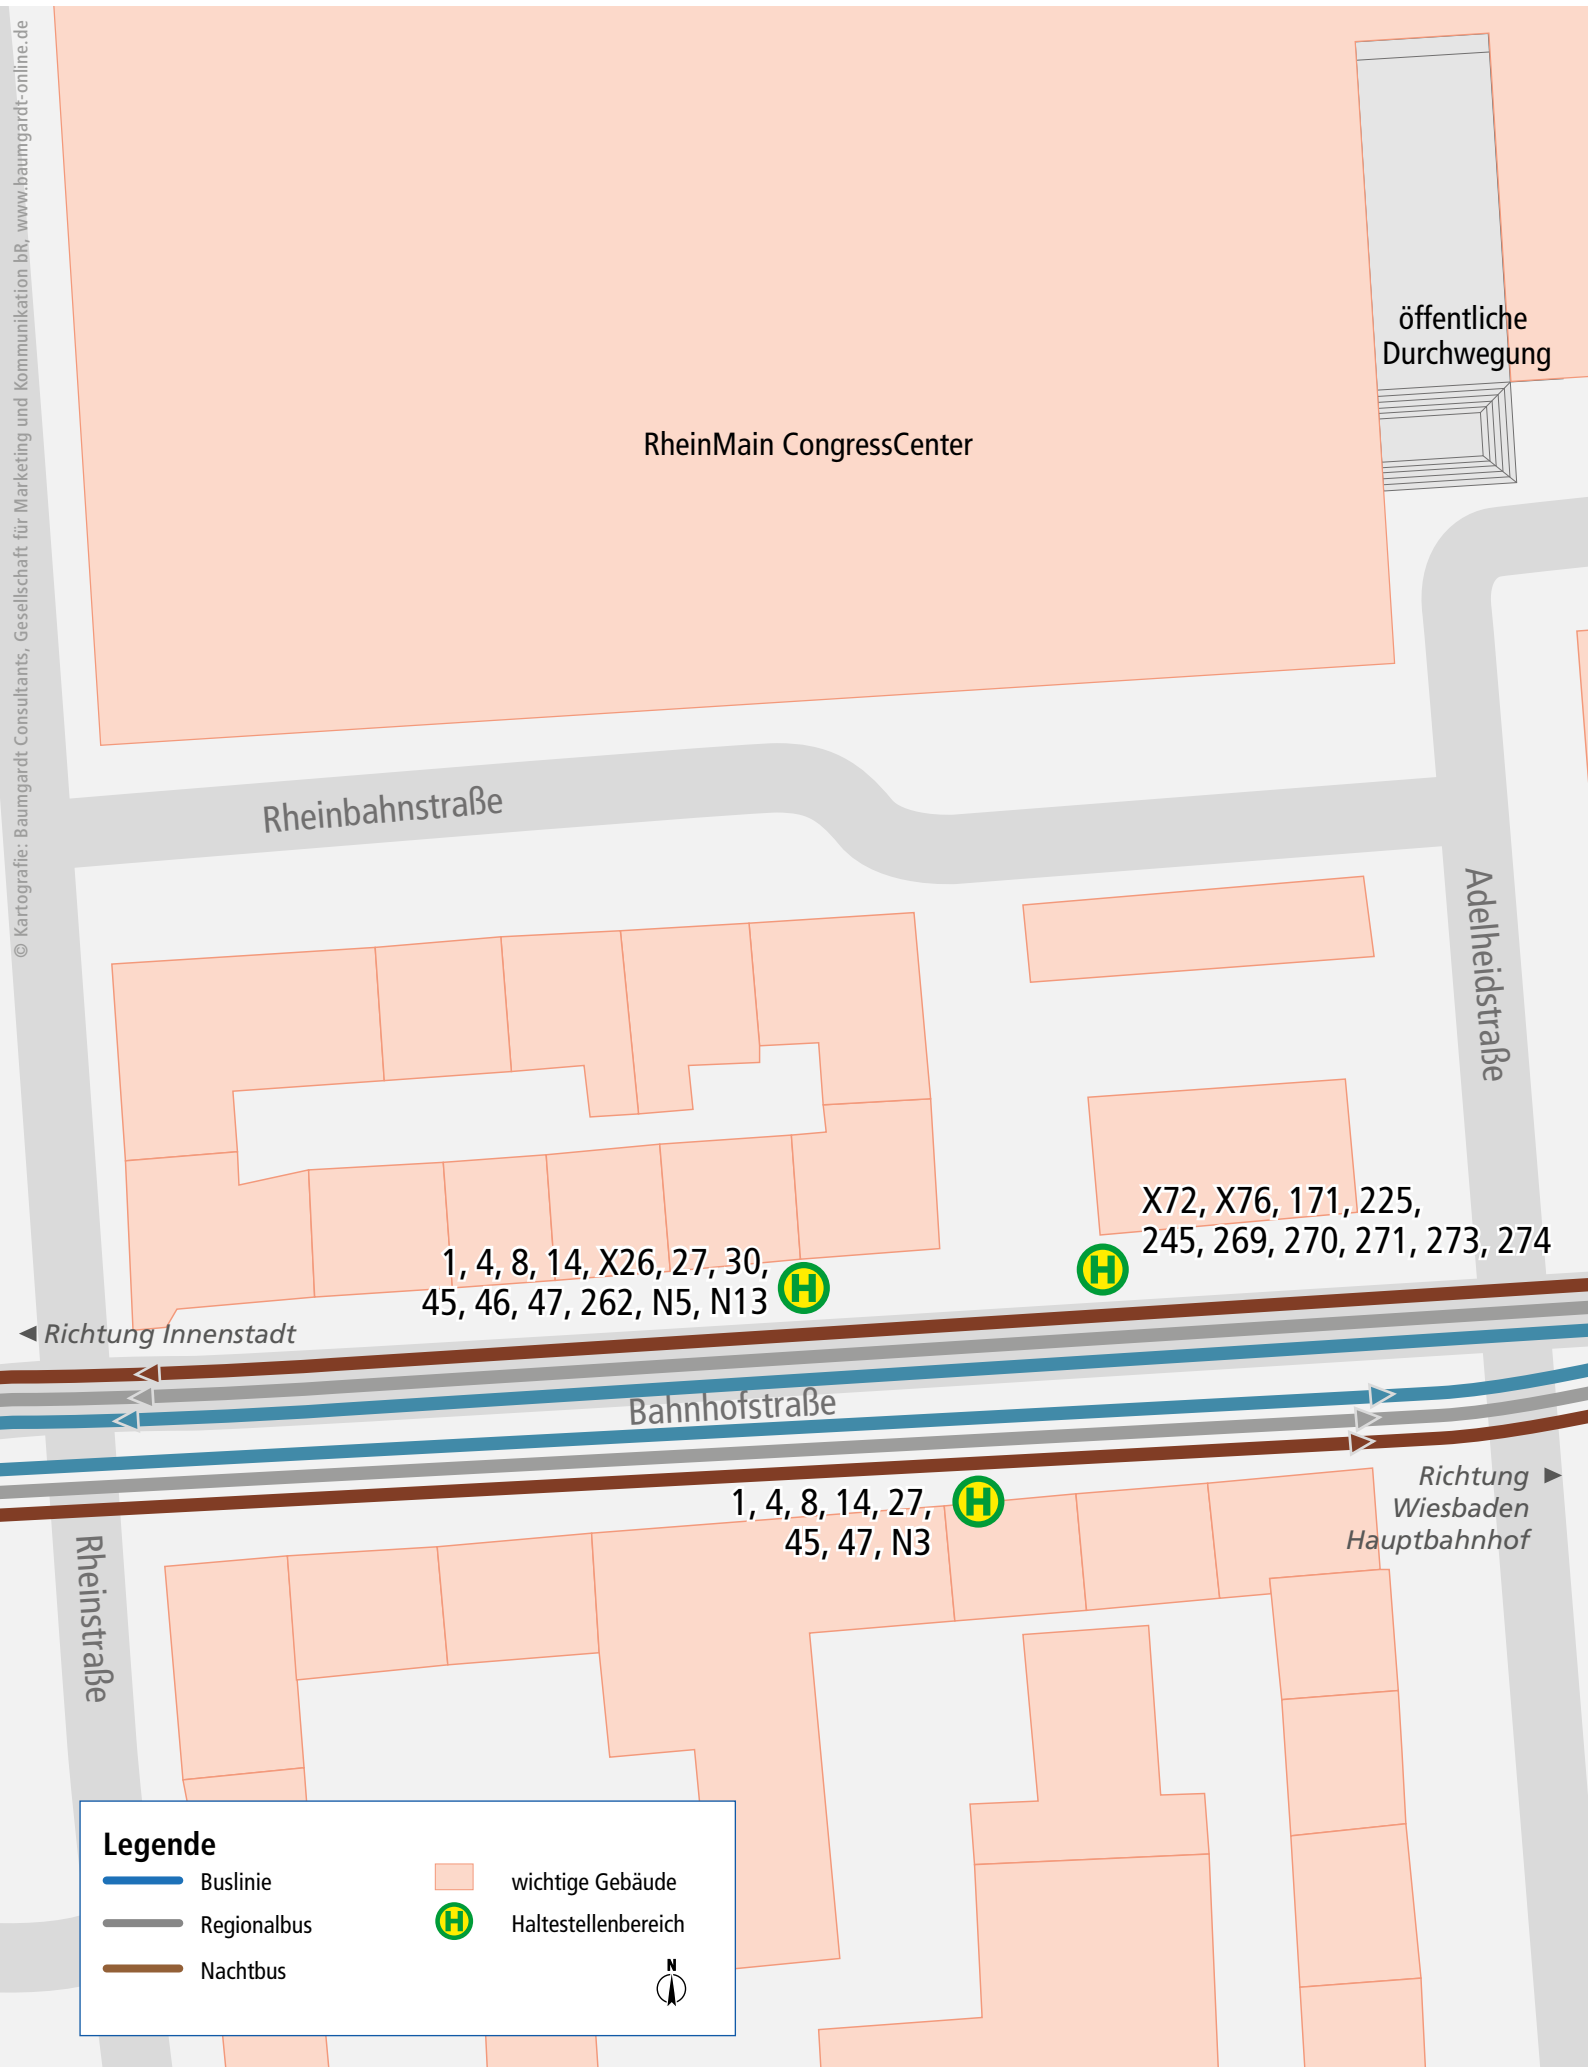 © Kartografie: Baumgardt Consultants, Gesellschaft für Marketing und Kommunikation bR, www.baumgardt-online.de
öffentliche
Durchwegung
RheinMain CongressCenter
Rheinbahnstraße
Adelheidstraße
X72, X76, 171, 225,
245, 269, 270, 271, 273, 274
H
1, 4, 8, 14, X26, 27, 30,
45, 46, 47, 262, N5, N13
H
Richtung Innenstadt
Bahnhofstraße
Richtung
Wiesbaden
Hauptbahnhof
1, 4, 8, 14, 27,
45, 47, N3
H
Rheinstraße
Legende
Buslinie
Regionalbus
Nachtbus
wichtige Gebäude
H
Haltestellenbereich
N